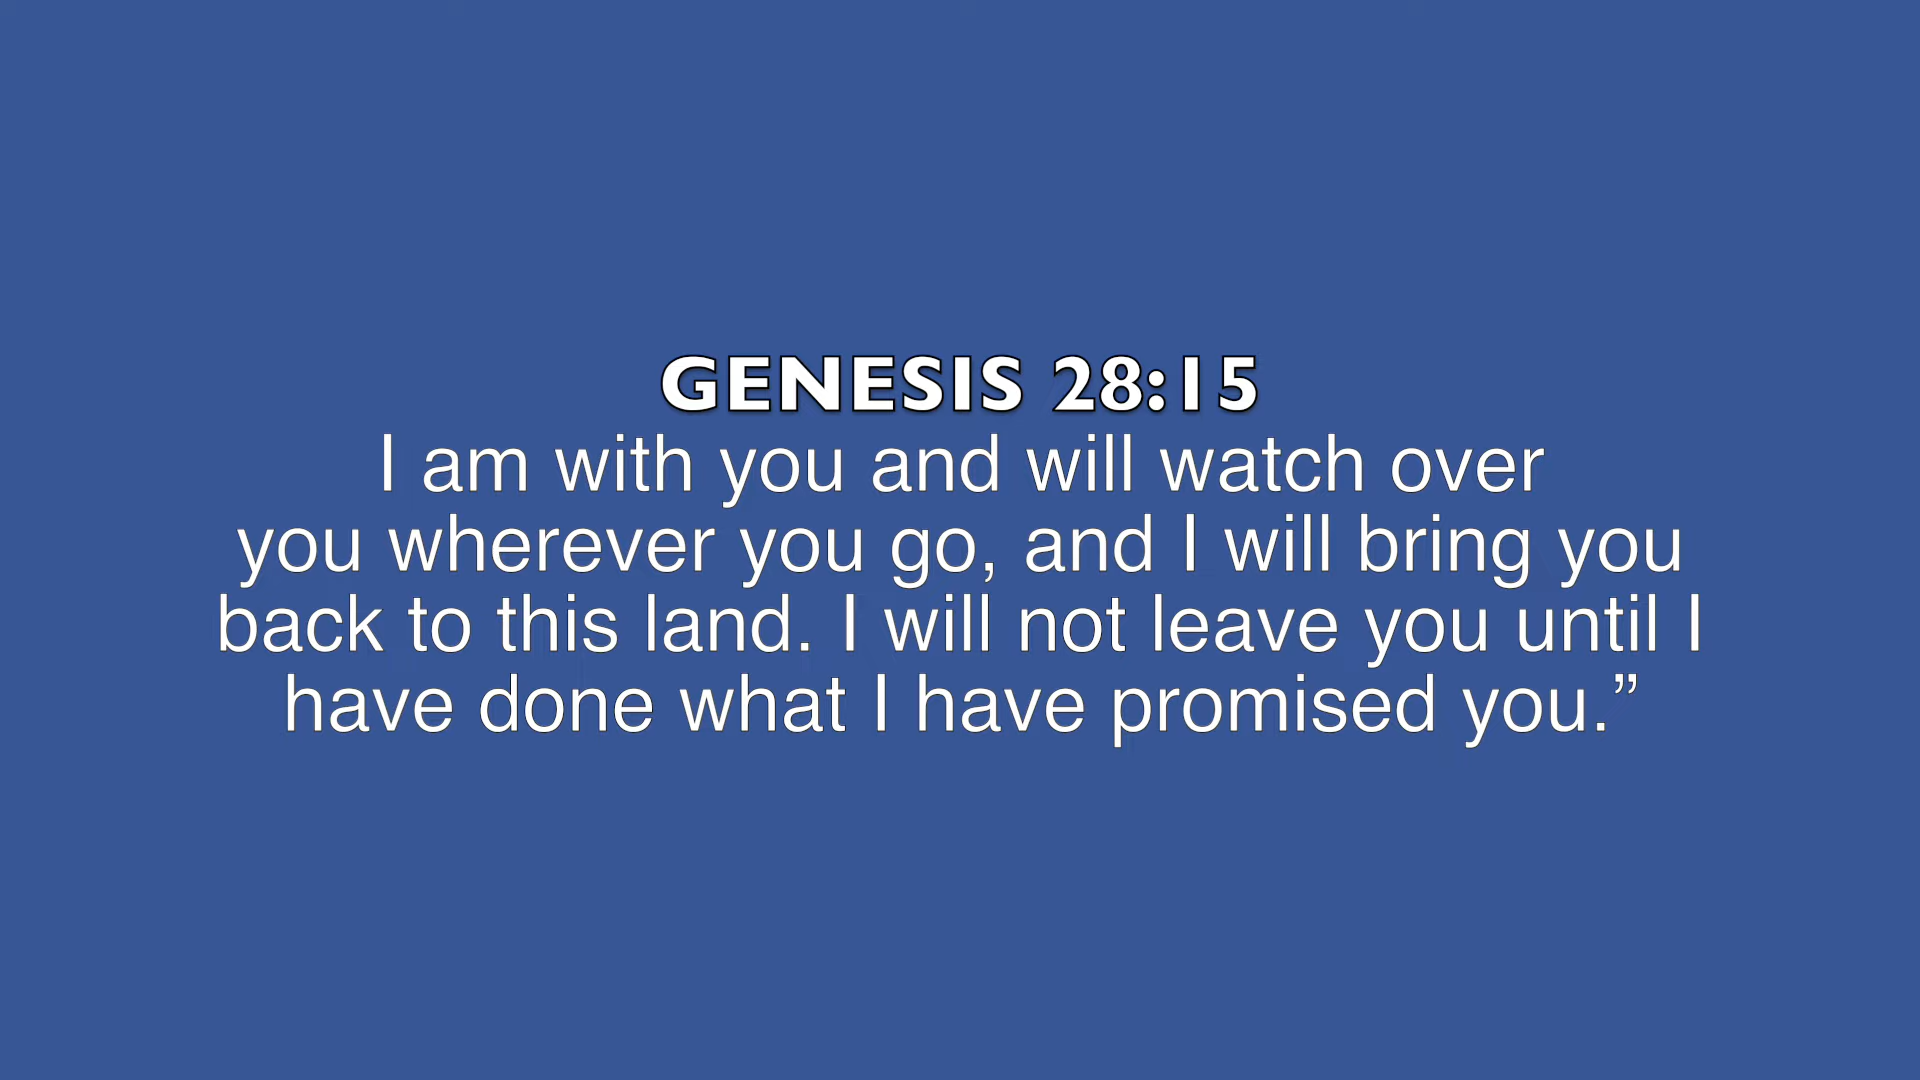 GENESIS 28:15
I am with you and will watch over
you wherever you go, and I will bring you
back to this land. I will not leave you until I
have done what I have promised you.”